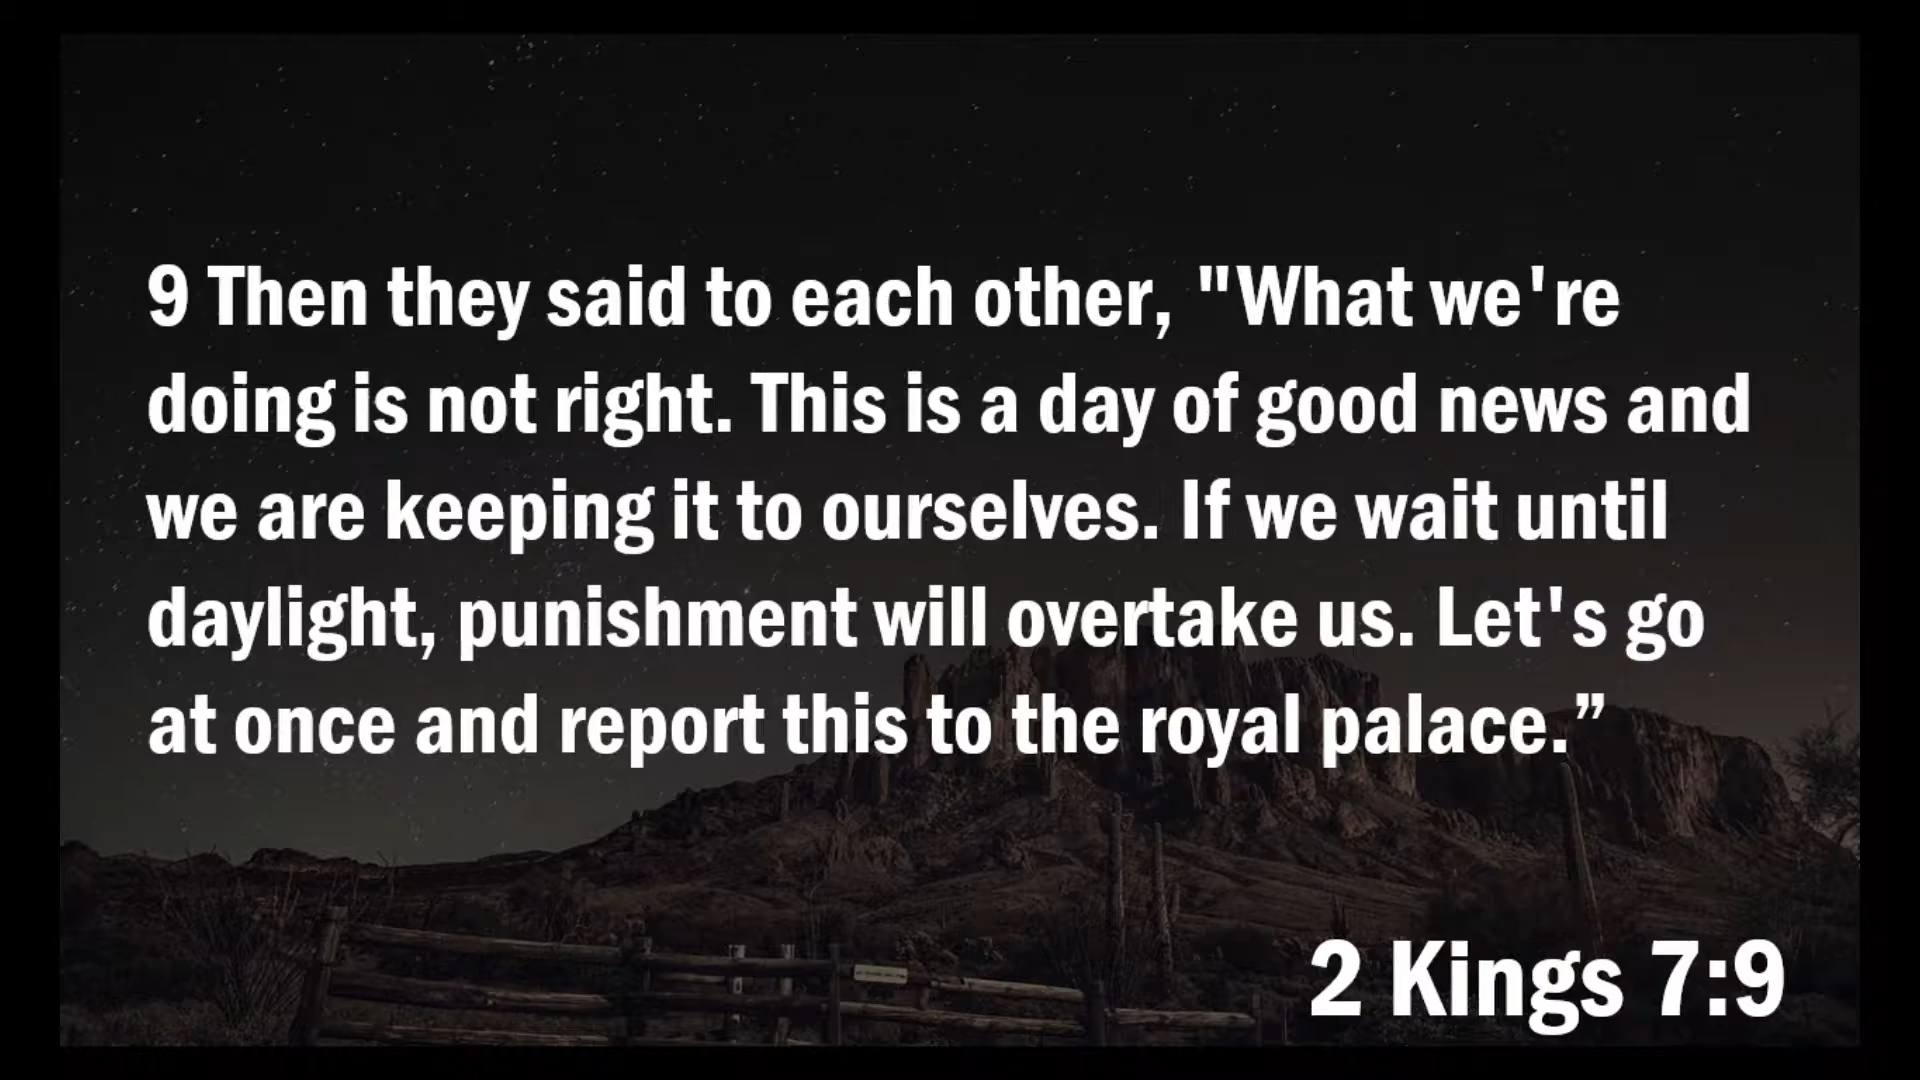 9 Then they said to each other, "What we're
doing is not right. This is a day of good news and
we are keeping it to ourselves. If we wait until
daylight, punishment will overtake us. Let's go
at once and report this to the royal palace.”
2 Kings 7:9